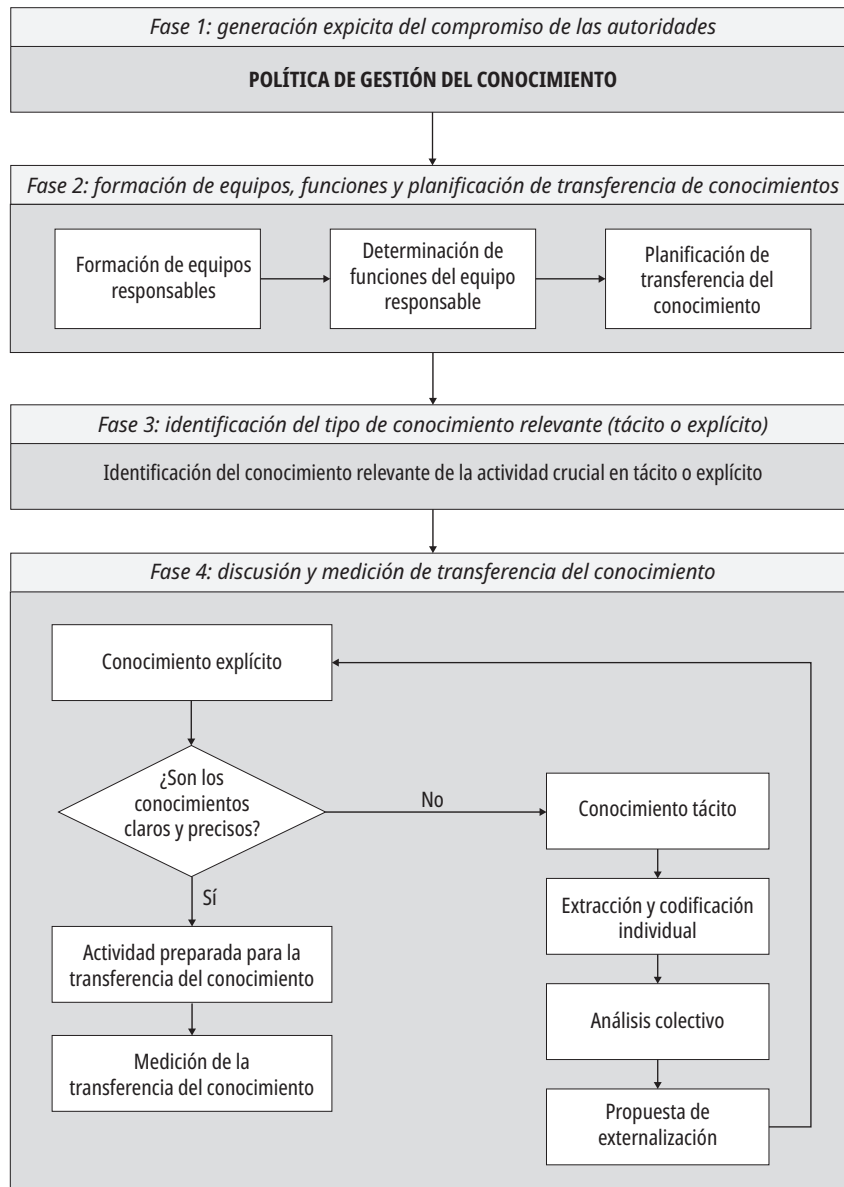 Fase 1: generación expicita del compromiso de las autoridades
POLÍTICA DE GESTIÓN DEL CONOCIMIENTO
Fase 2: formación de equipos, funciones y planificación de transferencia de conocimientos
Formación de equipos
responsables
Determinación de
funciones del equipo
responsable
Planificación de
transferencia del
conocimiento
Fase 3: identificación del tipo de conocimiento relevante (tácito o explícito)
Identificación del conocimiento relevante de la actividad crucial en tácito o explícito
Fase 4: discusión y medición de transferencia del conocimiento
Conocimiento explícito
¿Son los
conocimientos
claros y precisos?
No
Conocimiento tácito
Sí
Extracción y codificación
individual
Actividad preparada para la
transferencia del conocimiento
Análisis colectivo
Medición de la
transferencia del conocimiento
Propuesta de
externalización